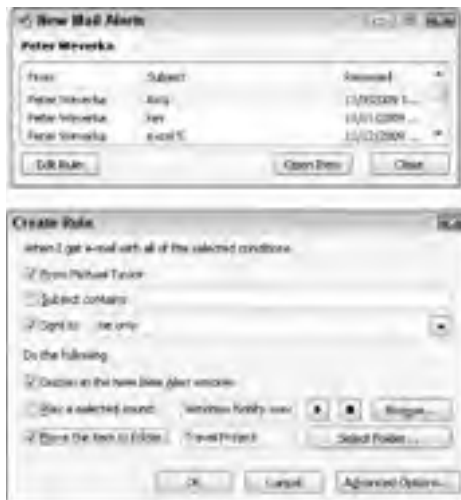 New Mail Alerts
Peter Weverka
From Subject Received
Peter Weverka
Peter Weverka
Peter Weverka excel 5
Edit Rule Open Item Close
Create Rule
When I get e-mail with all of the selected conditions
From Michael Taylor
Subject contains
Sent to me only
Do the following
Display in the New Item Alert window
Play a selected sound: Windows Notify.wav Browse...
Move the item to folder: Travel Project Select Folder...
OK Cancel Advanced Options...